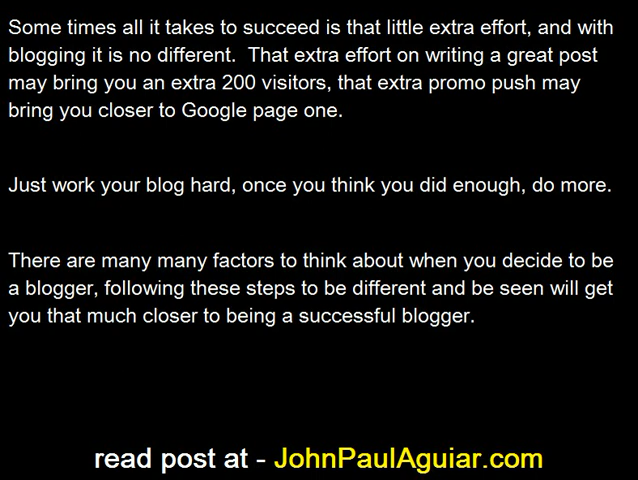 Some times all it takes to succeed is that little extra effort, and with
blogging it is no different.  That extra effort on writing a great post
may bring you an extra 200 visitors, that extra promo push may
bring you closer to Google page one.
Just work your blog hard, once you think you did enough, do more.
There are many many factors to think about when you decide to be
a blogger, following these steps to be different and be seen will get
you that much closer to being a successful blogger.
read post at - JohnPaulAguiar.com